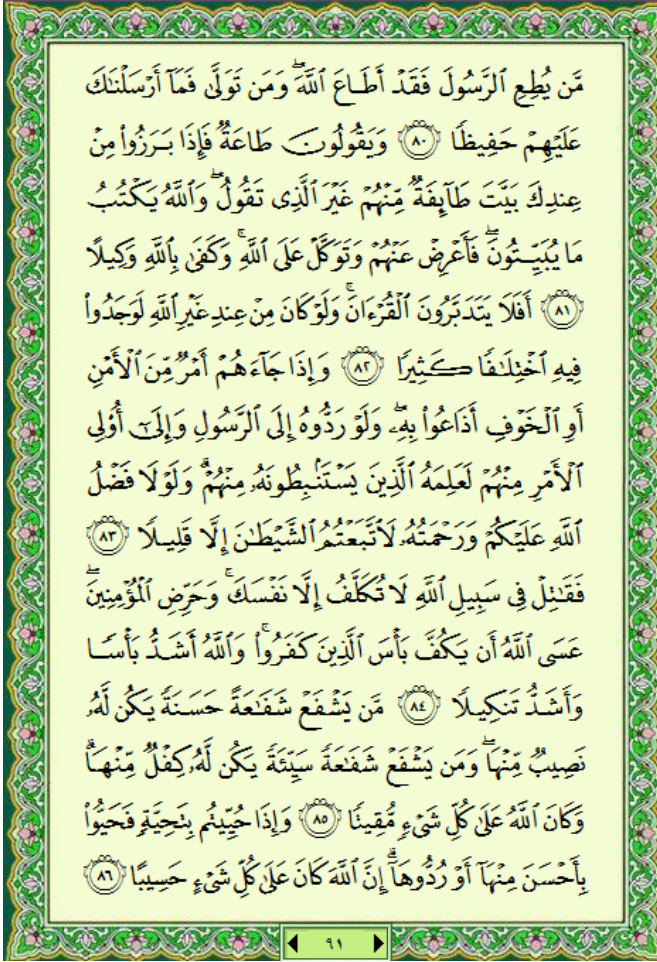 مَّن يُطِعِ ٱلرَّسُولَ فَقَدْ أَطَاعَ ٱللَّهَ ۖ وَمَن تَوَلَّىٰ فَمَآ أَرْسَلْنَٰكَ
عَلَيْهِمْ حَفِيظًا ﴿٨٠﴾ وَيَقُولُونَ طَاعَةٌ فَإِذَا بَرَزُوا۟ مِنْ
عِندِكَ بَيَّتَ طَآئِفَةٌ مِّنْهُمْ غَيْرَ ٱلَّذِى تَقُولُ ۖ وَٱللَّهُ يَكْتُبُ
مَا يُبَيِّتُونَ ۖ فَأَعْرِضْ عَنْهُمْ وَتَوَكَّلْ عَلَى ٱللَّهِ ۚ وَكَفَىٰ بِٱللَّهِ وَكِيلًا
﴿٨١﴾ أَفَلَا يَتَدَبَّرُونَ ٱلْقُرْءَانَ ۚ وَلَوْ كَانَ مِنْ عِندِ غَيْرِ ٱللَّهِ لَوَجَدُوا۟
فِيهِ ٱخْتِلَٰفًا كَثِيرًا ﴿٨٢﴾ وَإِذَا جَآءَهُمْ أَمْرٌ مِّنَ ٱلْأَمْنِ
أَوِ ٱلْخَوْفِ أَذَاعُوا۟ بِهِۦ ۖ وَلَوْ رَدُّوهُ إِلَى ٱلرَّسُولِ وَإِلَىٰٓ أُو۟لِى
ٱلْأَمْرِ مِنْهُمْ لَعَلِمَهُ ٱلَّذِينَ يَسْتَنۢبِطُونَهُۥ مِنْهُمْ ۗ وَلَوْلَا فَضْلُ
ٱللَّهِ عَلَيْكُمْ وَرَحْمَتُهُۥ لَٱتَّبَعْتُمُ ٱلشَّيْطَٰنَ إِلَّا قَلِيلًا ﴿٨٣﴾
فَقَٰتِلْ فِى سَبِيلِ ٱللَّهِ لَا تُكَلَّفُ إِلَّا نَفْسَكَ ۚ وَحَرِّضِ ٱلْمُؤْمِنِينَ ۖ
عَسَى ٱللَّهُ أَن يَكُفَّ بَأْسَ ٱلَّذِينَ كَفَرُوا۟ ۚ وَٱللَّهُ أَشَدُّ بَأْسًا
وَأَشَدُّ تَنكِيلًا ﴿٨٤﴾ مَّن يَشْفَعْ شَفَٰعَةً حَسَنَةً يَكُن لَّهُۥ
نَصِيبٌ مِّنْهَا ۖ وَمَن يَشْفَعْ شَفَٰعَةً سَيِّئَةً يَكُن لَّهُۥ كِفْلٌ مِّنْهَا ۗ
وَكَانَ ٱللَّهُ عَلَىٰ كُلِّ شَىْءٍ مُّقِيتًا ﴿٨٥﴾ وَإِذَا حُيِّيتُم بِتَحِيَّةٍ فَحَيُّوا۟
بِأَحْسَنَ مِنْهَآ أَوْ رُدُّوهَآ ۗ إِنَّ ٱللَّهَ كَانَ عَلَىٰ كُلِّ شَىْءٍ حَسِيبًا ﴿٨٦﴾
٩١